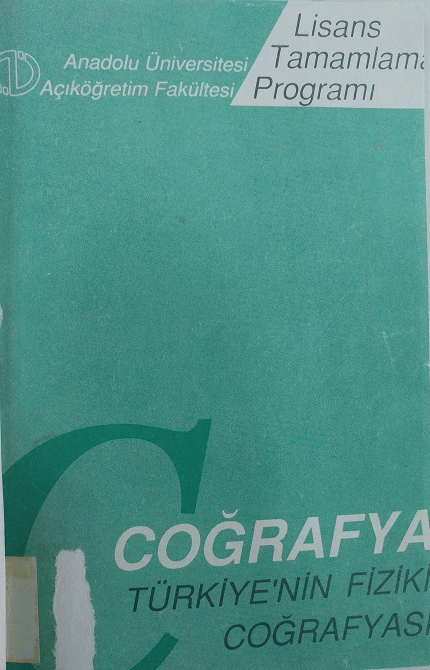 Lisans
Tamamlama
Programı
Anadolu Üniversitesi
Açıköğretim Fakültesi
COĞRAFYA
TÜRKİYE'NİN FİZİKİ
COĞRAFYASI